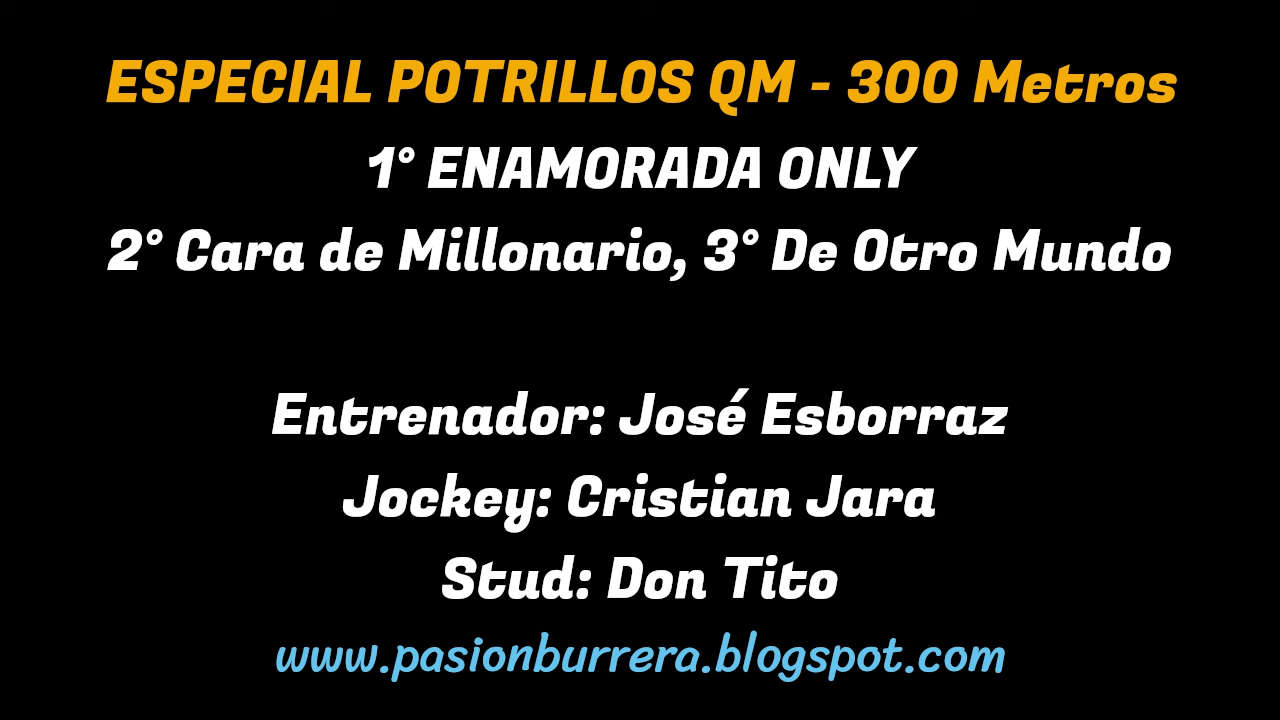 ESPECIAL POTRILLOS QM - 300 Metros
1° ENAMORADA ONLY
2° Cara de Millonario, 3° De Otro Mundo
Entrenador: José Esborraz
Jockey: Cristian Jara
Stud: Don Tito
www.pasionburrera.blogspot.com